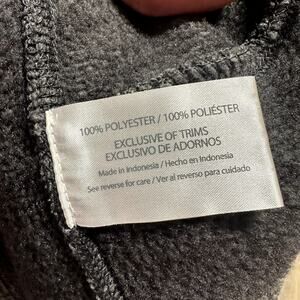 100% POLYESTER / 100% POLIÉSTER
EXCLUSIVE OF TRIMS
EXCLUSIVO DE ADORNOS
Made in Indonesia / Hecho en Indonesia
See reverse for care / Ver al reverso para cuidado